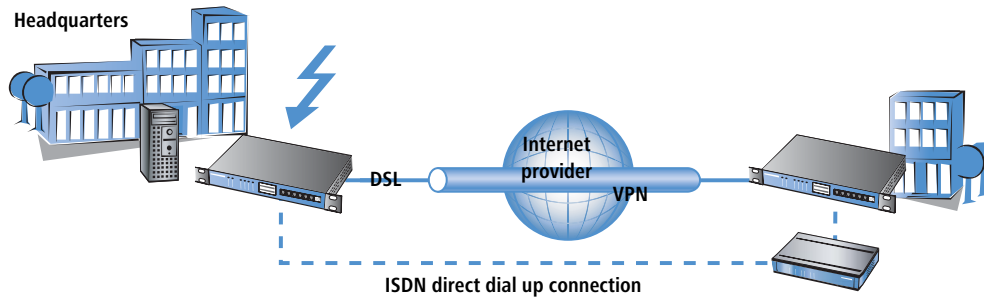 Headquarters
Internet
provider
DSL
VPN
ISDN direct dial up connection